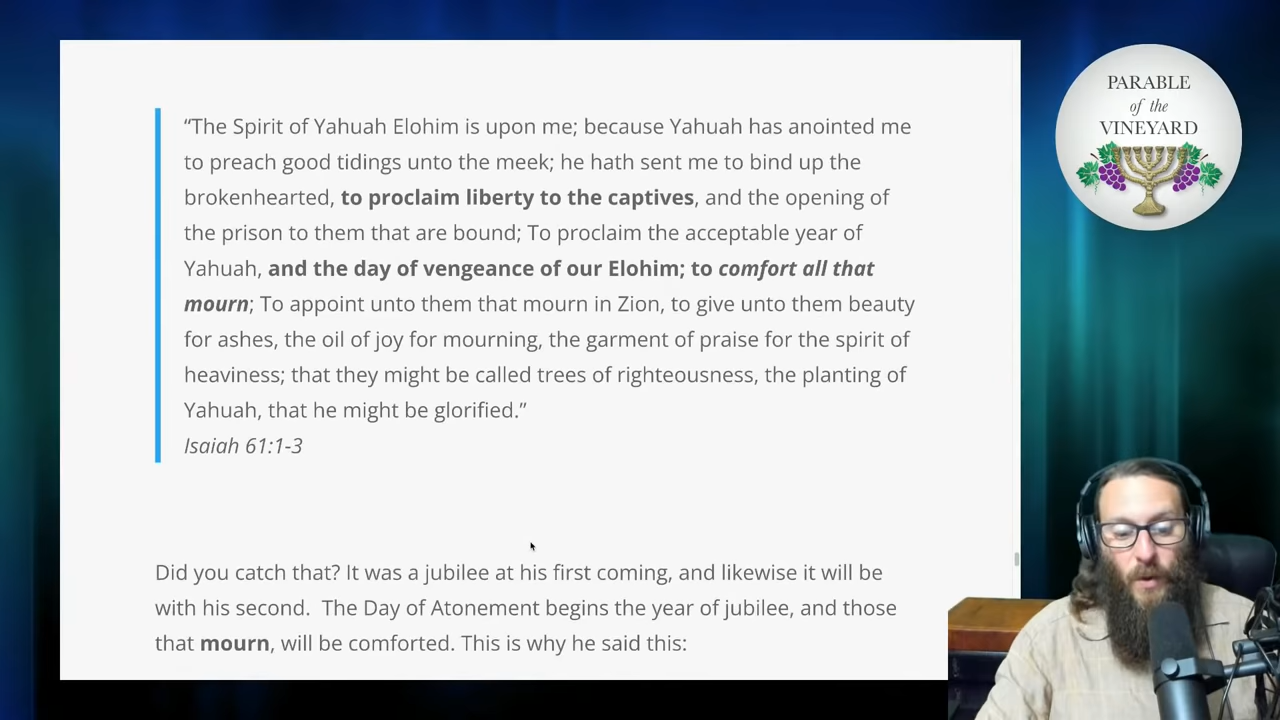 “The Spirit of Yahuah Elohim is upon me; because Yahuah has anointed me
to preach good tidings unto the meek; he hath sent me to bind up the
brokenhearted, to proclaim liberty to the captives, and the opening of
the prison to them that are bound; To proclaim the acceptable year of
Yahuah, and the day of vengeance of our Elohim; to comfort all that
mourn; To appoint unto them that mourn in Zion, to give unto them beauty
for ashes, the oil of joy for mourning, the garment of praise for the spirit of
heaviness; that they might be called trees of righteousness, the planting of
Yahuah, that he might be glorified.”
Isaiah 61:1-3
Did you catch that? It was a jubilee at his first coming, and likewise it will be
with his second.  The Day of Atonement begins the year of jubilee, and those
that mourn, will be comforted. This is why he said this:
PARABLE
of the
VINEYARD